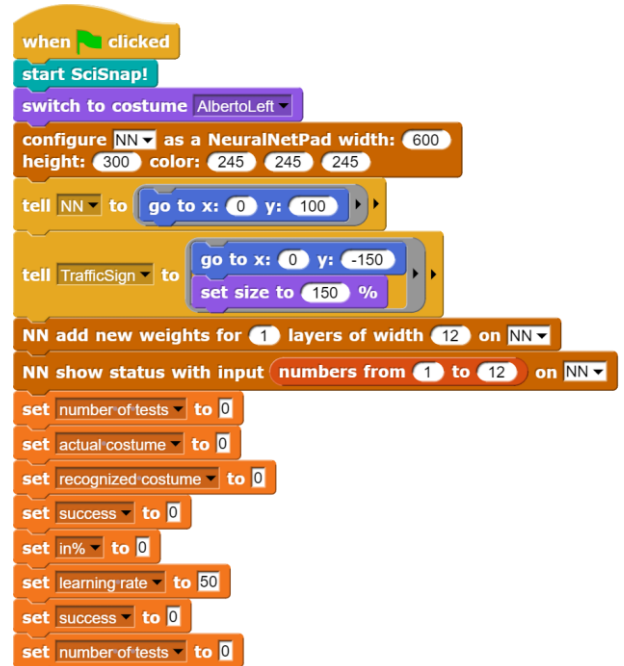 when clicked
start SciSnap!
switch to costume AlbertoLeft
configure NN as a NeuralNetPad width: 600
height: 300 color: 245 245 245
tell NN to go to x: 0 y: 100
go to x: 0 y: -150
tell TrafficSign to
set size to 150 %
NN add new weights for 1 layers of width 12 on NN
NN show status with input numbers from 1 to 12 on NN
set number of tests to 0
set actual costume to 0
set recognized costume to 0
set success to 0
set in% to 0
set learning rate to 50
set success to 0
set number of tests to 0